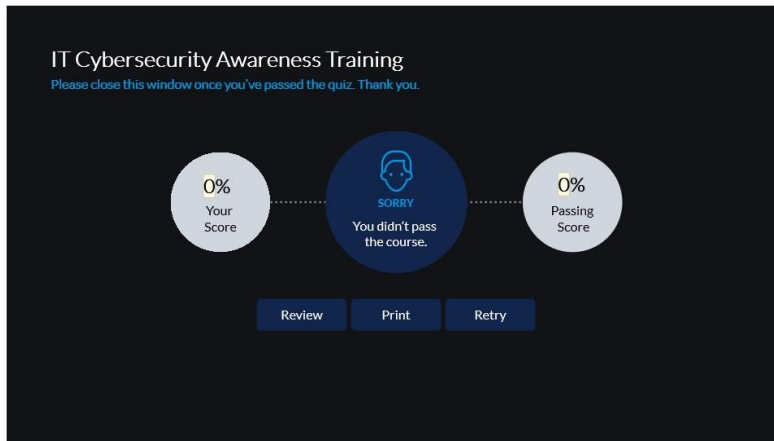 IT Cybersecurity Awareness Training
Please close this window once you've passed the quiz. Thank you.
0%
Your
Score
SORRY
You didn't pass
the course.
0%
Passing
Score
Review
Print
Retry